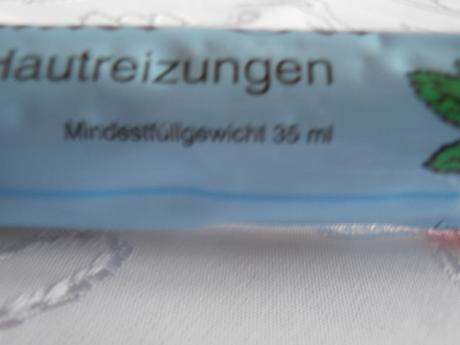 Hautreizungen
Mindestfüllgewicht 35 ml